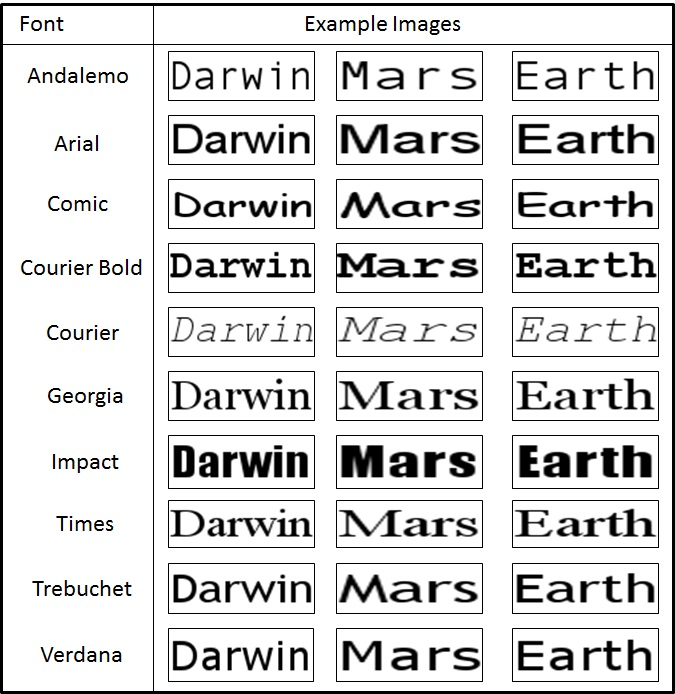 Font Example Images
Andalemo Darwin Mars Earth
Arial Darwin Mars Earth
Comic Darwin Mars Earth
Courier Bold Darwin Mars Earth
Courier Darwin Mars Earth
Georgia Darwin Mars Earth
Impact Darwin Mars Earth
Times Darwin Mars Earth
Trebuchet Darwin Mars Earth
Verdana Darwin Mars Earth